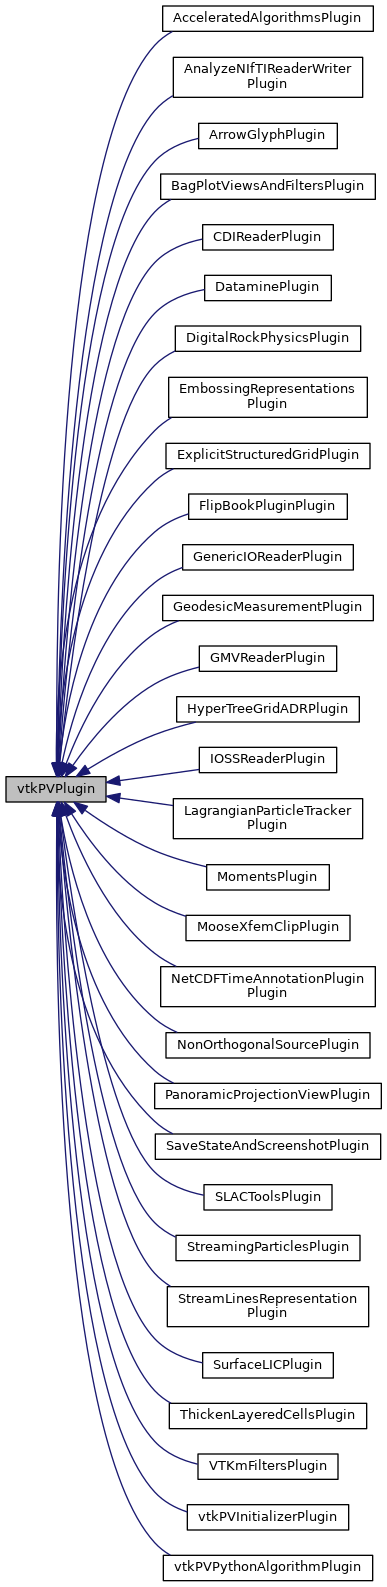 AcceleratedAlgorithmsPlugin
AnalyzeNIfTIReaderWriter
Plugin
ArrowGlyphPlugin
BagPlotViewsAndFiltersPlugin
CDIReaderPlugin
DataminePlugin
DigitalRockPhysicsPlugin
EmbossingRepresentations
Plugin
ExplicitStructuredGridPlugin
FlipBookPluginPlugin
GenericIOReaderPlugin
GeodesicMeasurementPlugin
GMVReaderPlugin
HyperTreeGridADRPlugin
IOSSReaderPlugin
vtkPVPlugin
LagrangianParticleTracker
Plugin
MomentsPlugin
MooseXfemClipPlugin
NetCDFTimeAnnotationPlugin
Plugin
NonOrthogonalSourcePlugin
PanoramicProjectionViewPlugin
SaveStateAndScreenshotPlugin
SLACToolsPlugin
StreamingParticlesPlugin
StreamLinesRepresentation
Plugin
SurfaceLICPlugin
ThickenLayeredCellsPlugin
VTKmFiltersPlugin
vtkPVInitializerPlugin
vtkPVPythonAlgorithmPlugin